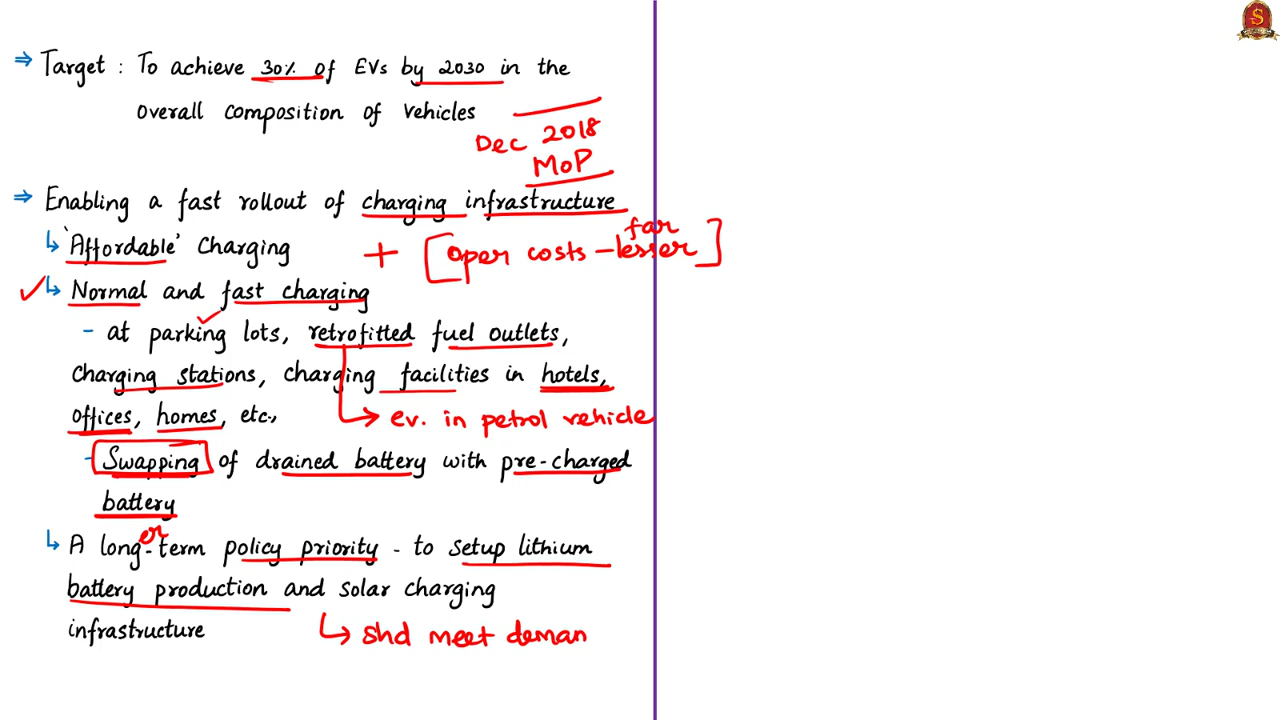 ⇒ Target : To achieve 30% of EVs by 2030 in the
overall composition of vehicles
Dec 2018
MoP
⇒ Enabling a fast rollout of charging infrastructure
↳ 'Affordable' Charging
+ [oper costs - far lesser]
↳ Normal and fast charging
- at parking lots, retrofitted fuel outlets,
charging stations, charging facilities in hotels,
offices, homes, etc.,
→ ev. in petrol vehicle
- Swapping of drained battery with pre-charged
battery
er
↳ A long-term policy priority - to setup lithium
battery production and solar charging
infrastructure
↳ shd meet deman
S